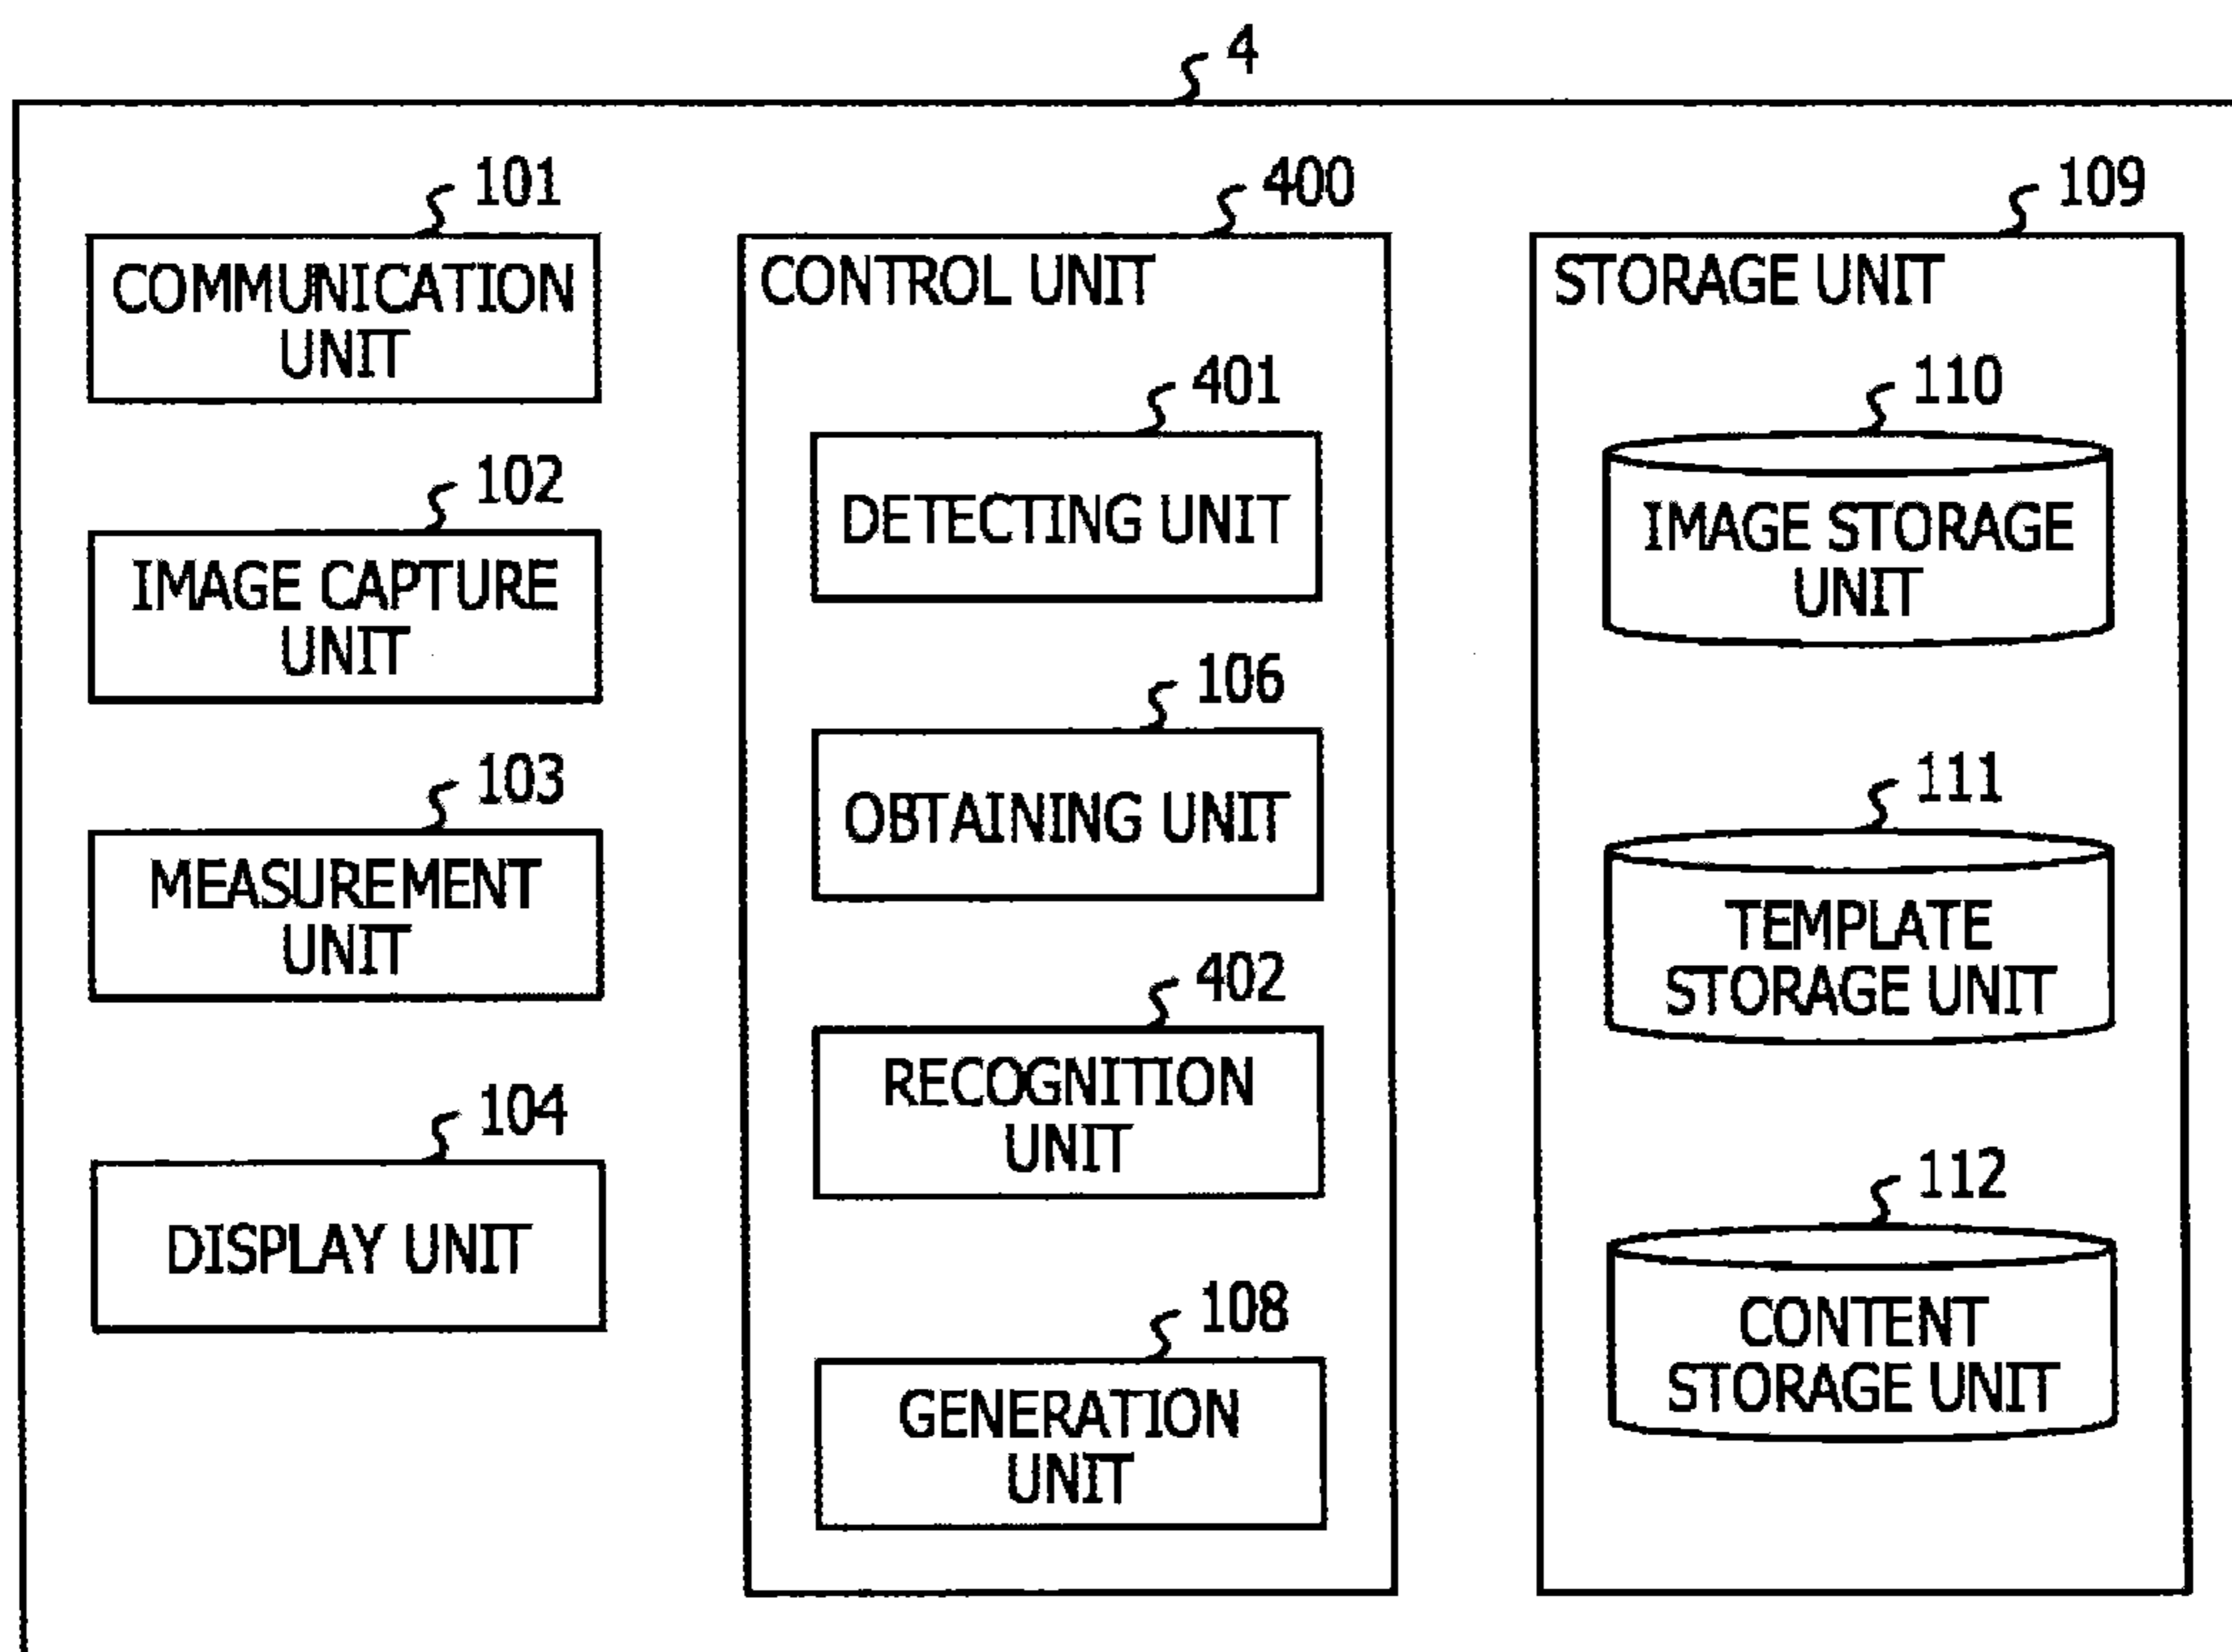 4
101
COMMUNICATION
UNIT
102
IMAGE CAPTURE
UNIT
103
MEASUREMENT
UNIT
104
DISPLAY UNIT
400
CONTROL UNIT
401
DETECTING UNIT
106
OBTAINING UNIT
402
RECOGNITION
UNIT
108
GENERATION
UNIT
109
STORAGE UNIT
110
IMAGE STORAGE
UNIT
111
TEMPLATE
STORAGE UNIT
112
CONTENT
STORAGE UNIT